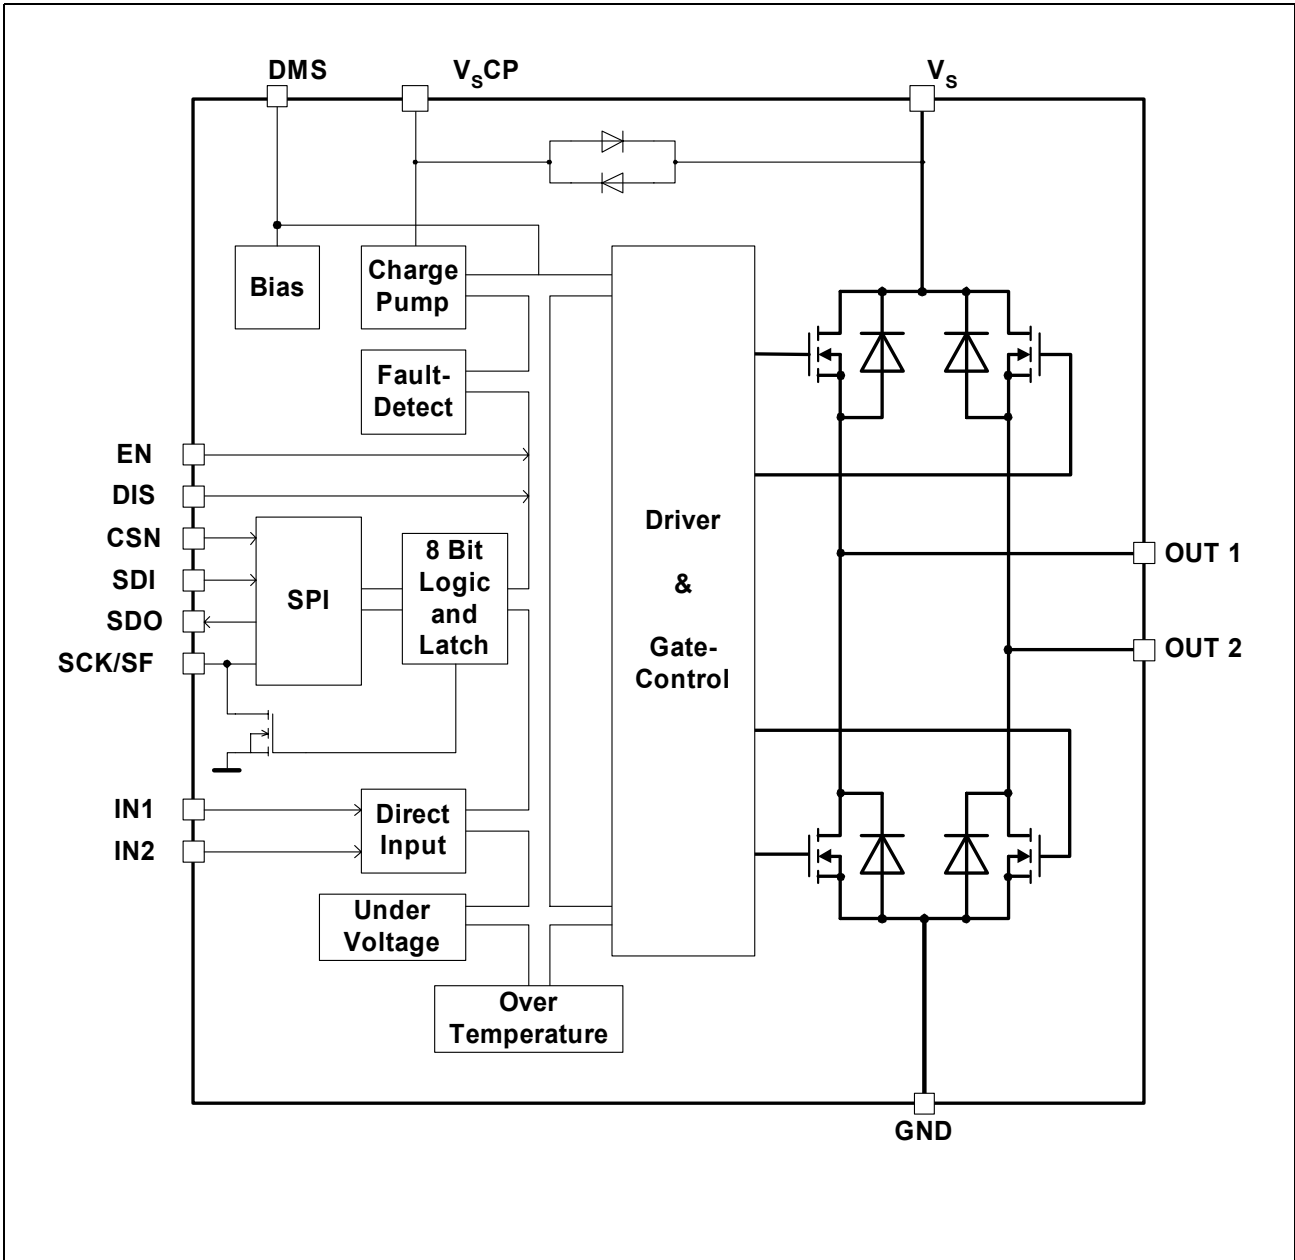 DMS
VSCP
VS
Bias
Charge
Pump
Fault-
Detect
EN
DIS
CSN
SDI
SDO
SCK/SF
SPI
8 Bit
Logic
and
Latch
Driver
&
Gate-
Control
OUT 1
OUT 2
IN1
IN2
Direct
Input
Under
Voltage
Over
Temperature
GND